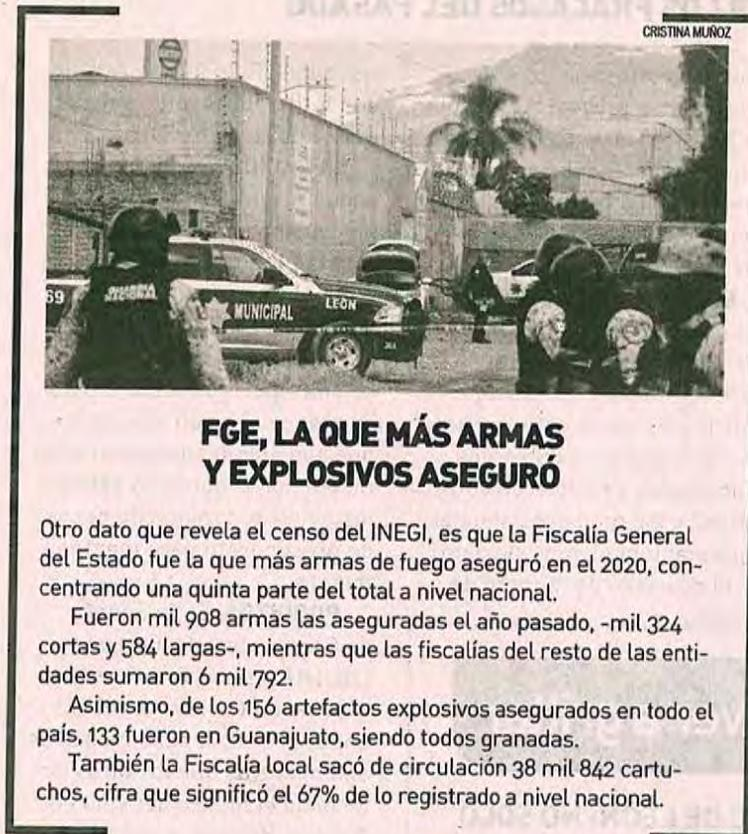 CRISTINA MUÑOZ
GUARDIA
NACIONAL
69
MUNICIPAL
LEÓN
FGE, LA QUE MÁS ARMAS
Y EXPLOSIVOS ASEGURÓ
Otro dato que revela el censo del INEGI, es que la Fiscalía General
del Estado fue la que más armas de fuego aseguró en el 2020, con-
centrando una quinta parte del total a nivel nacional.
Fueron mil 908 armas las aseguradas el año pasado, -mil 324
cortas y 584 largas-, mientras que las fiscalías del resto de las enti-
dades sumaron 6 mil 792.
Asimismo, de los 156 artefactos explosivos asegurados en todo el
país, 133 fueron en Guanajuato, siendo todos granadas.
También la Fiscalía local sacó de circulación 38 mil 842 cartu-
chos, cifra que significó el 67% de lo registrado a nivel nacional.